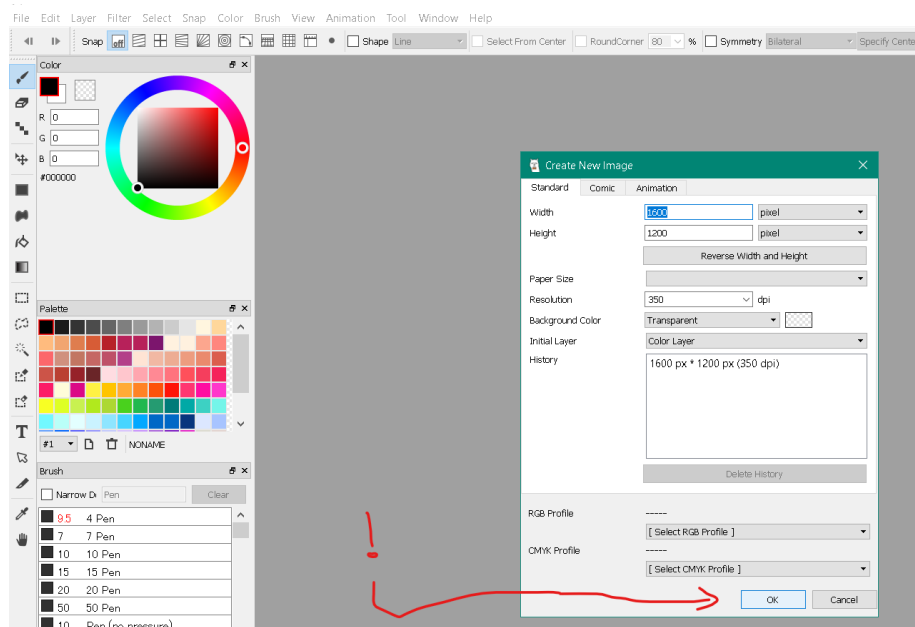 File Edit Layer Filter Select Snap Color Brush View Animation Tool Window Help
Snap off Shape Line Select From Center RoundCorner 80 % Symmetry Bilateral Specify Cente
Color
R 0
G 0
B 0
#000000
Palette
#1 NONAME
Brush
Narrow D Pen Clear
9.5 4 Pen
7 7 Pen
10 10 Pen
15 15 Pen
20 20 Pen
50 50 Pen
10 Pen (no pressure)
T
!
Create New Image
Standard Comic Animation
Width 1600 pixel
Height 1200 pixel
Reverse Width and Height
Paper Size
Resolution 350 dpi
Background Color Transparent
Initial Layer Color Layer
History 1600 px * 1200 px (350 dpi)
Delete History
RGB Profile -----
[ Select RGB Profile ]
CMYK Profile -----
[ Select CMYK Profile ]
OK Cancel